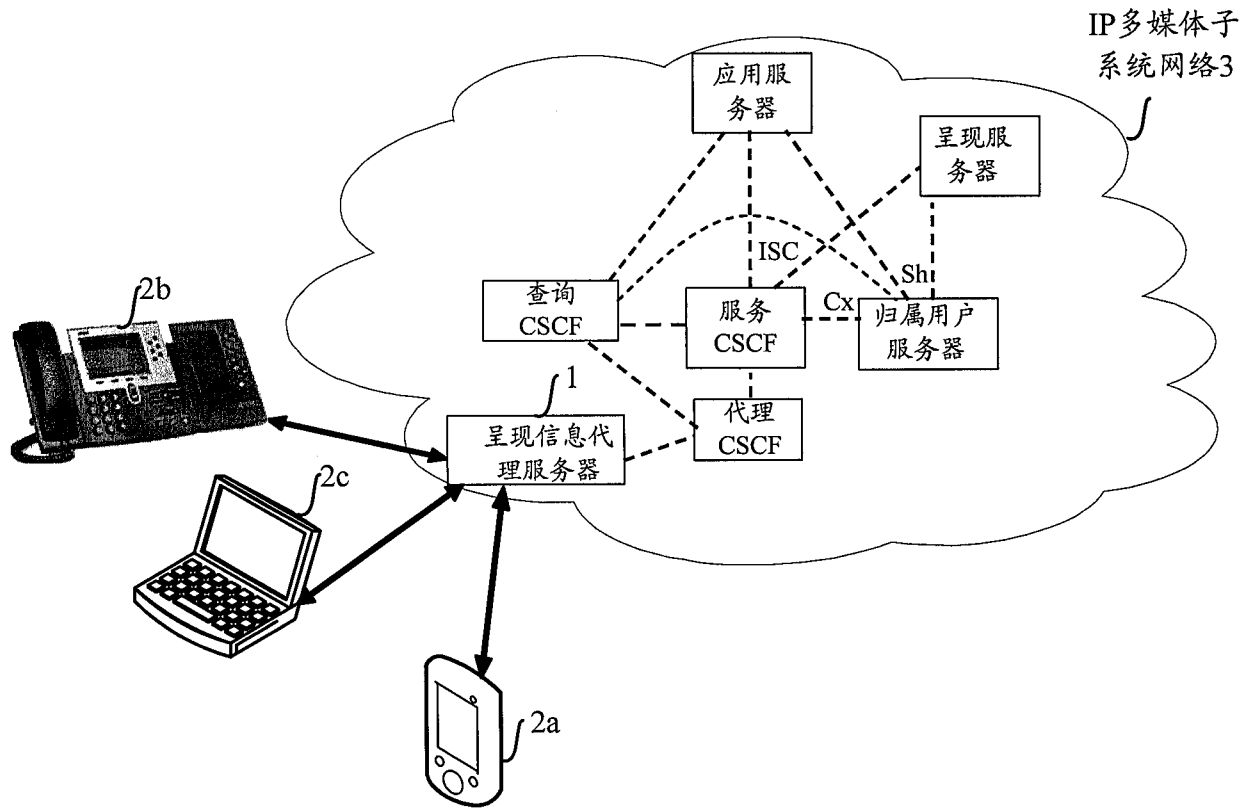 IP多媒体子
系统网络3
应用服
务器
呈现服
务器
ISC
Sh
查询
CSCF
服务
CSCF
Cx
归属用户
服务器
2b
1
代理
CSCF
呈现信息代
理服务器
2c
2a